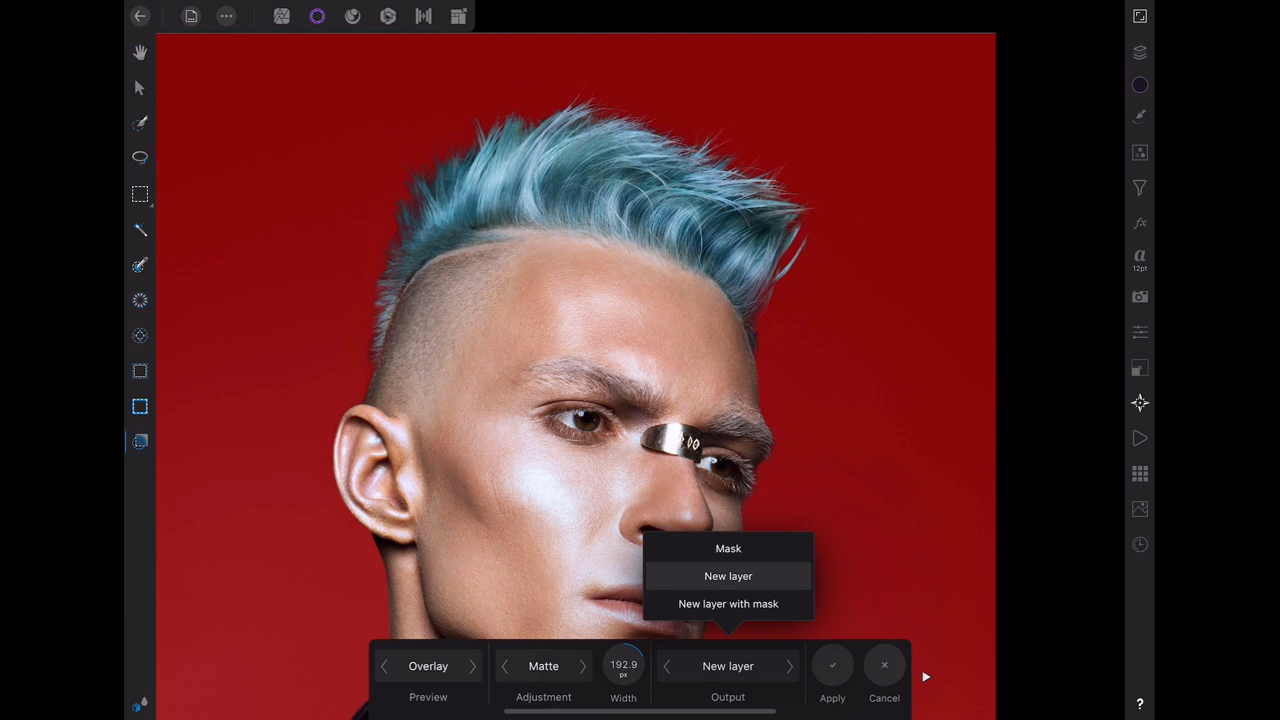 a
12pt
Mask
New layer
New layer with mask
Overlay
Preview
Matte
Adjustment
192.9
px
Width
New layer
Output
Apply
Cancel
?